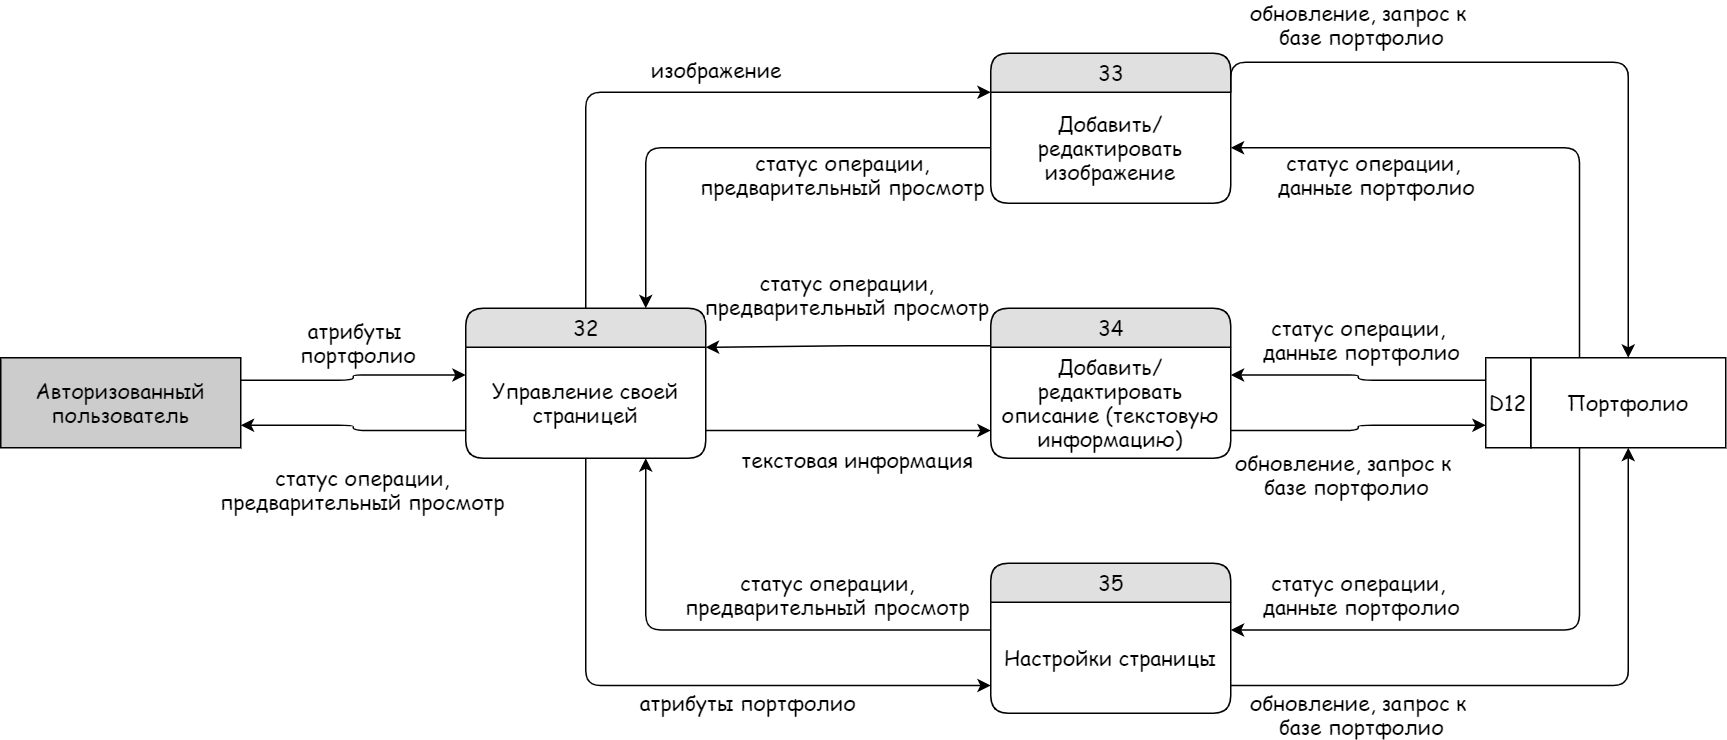 обновление, запрос к
базе портфолио
изображение
33
Добавить/
редактировать
изображение
статус операции,
предварительный просмотр
статус операции,
данные портфолио
статус операции,
предварительный просмотр
атрибуты
портфолио
32
Управление своей
страницей
34
Добавить/
редактировать
описание (текстовую
информацию)
статус операции,
данные портфолио
Авторизованный
пользователь
D12
Портфолио
статус операции,
предварительный просмотр
текстовая информация
обновление, запрос к
базе портфолио
статус операции,
предварительный просмотр
35
Настройки страницы
статус операции,
данные портфолио
атрибуты портфолио
обновление, запрос к
базе портфолио